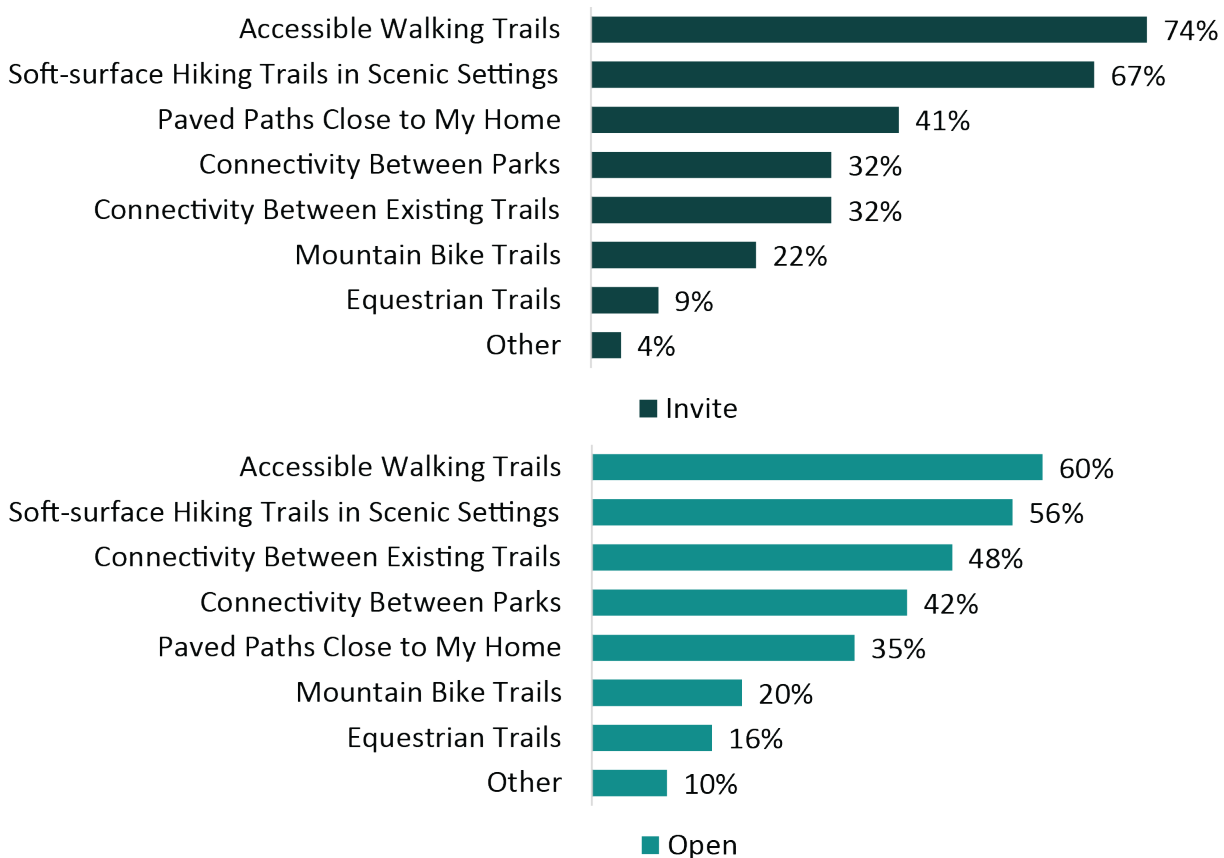 Accessible Walking Trails 74%
Soft-surface Hiking Trails in Scenic Settings 67%
Paved Paths Close to My Home 41%
Connectivity Between Parks 32%
Connectivity Between Existing Trails 32%
Mountain Bike Trails 22%
Equestrian Trails 9%
Other 4%
Invite
Accessible Walking Trails 60%
Soft-surface Hiking Trails in Scenic Settings 56%
Connectivity Between Existing Trails 48%
Connectivity Between Parks 42%
Paved Paths Close to My Home 35%
Mountain Bike Trails 20%
Equestrian Trails 16%
Other 10%
Open